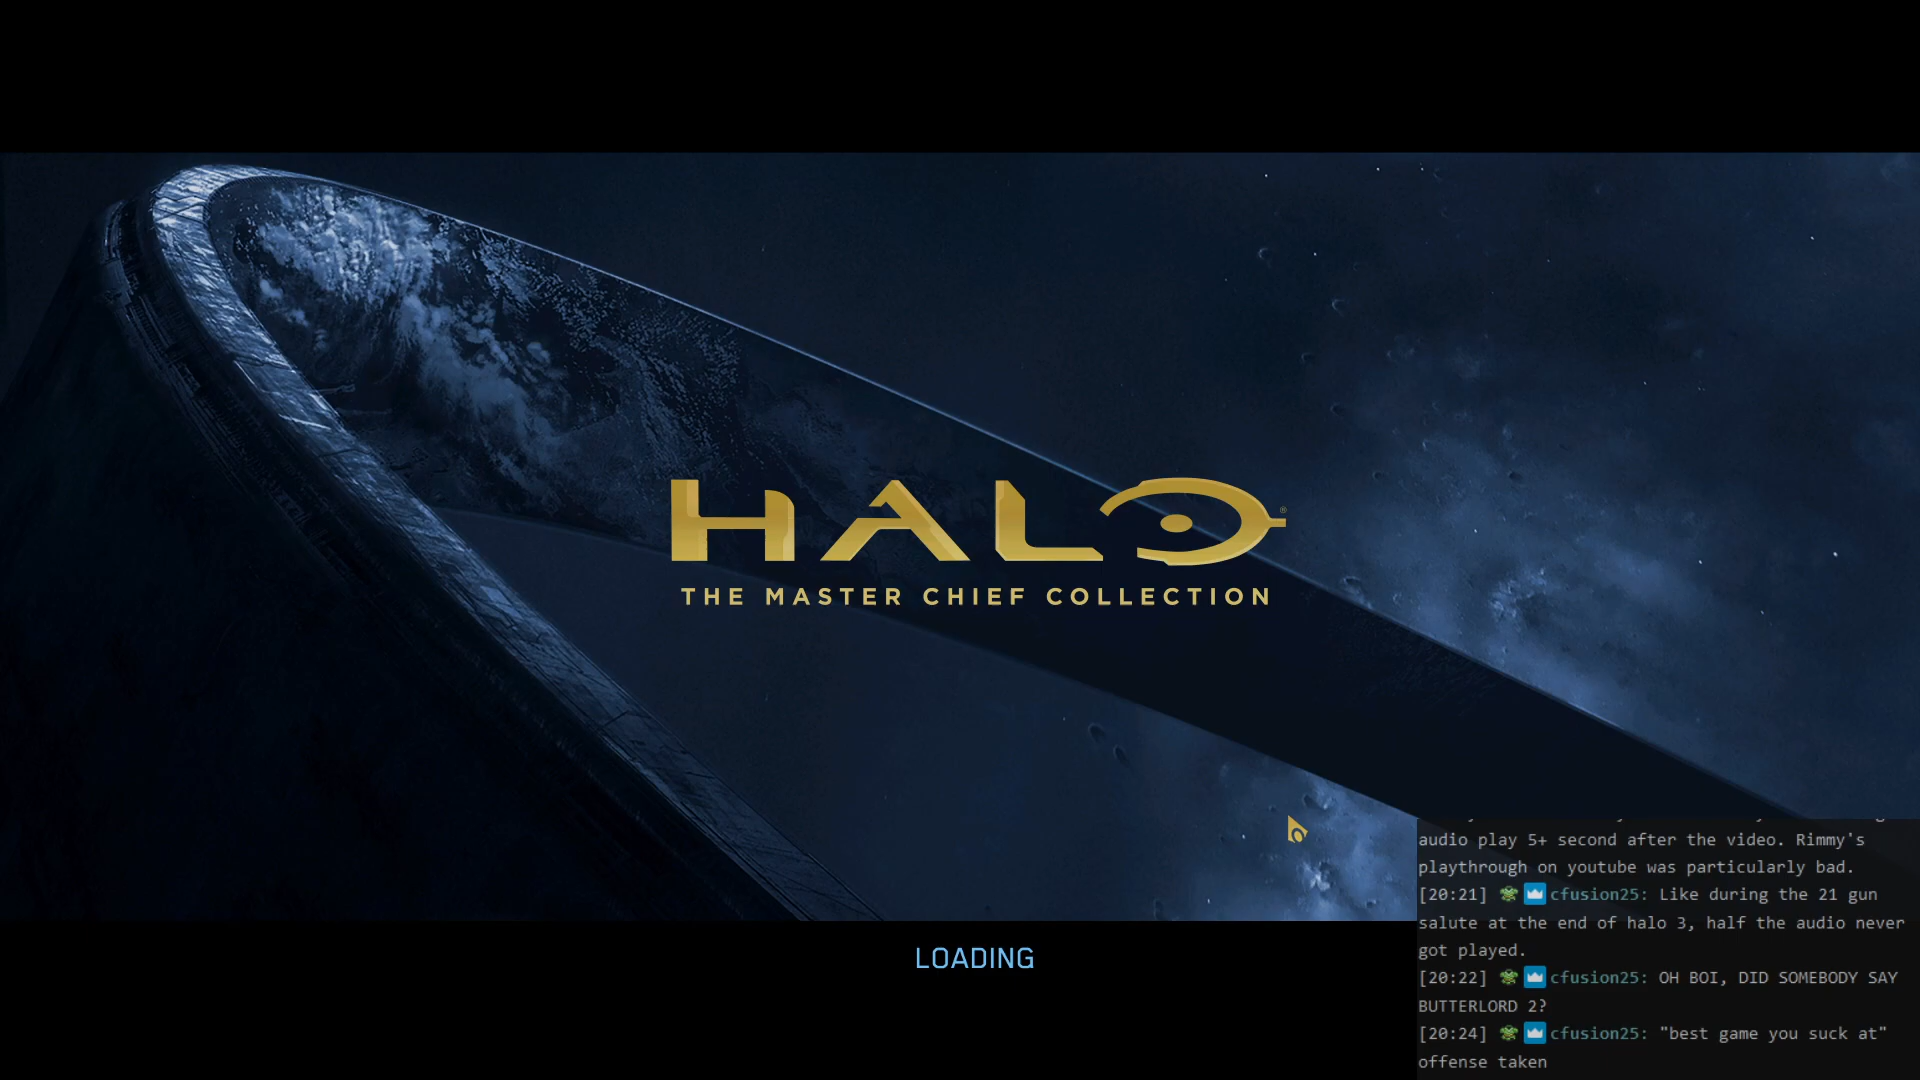 HALO
THE MASTER CHIEF COLLECTION
LOADING
audio play 5+ second after the video. Rimmy's
playthrough on youtube was particularly bad.
[20:21] cfusion25: Like during the 21 gun
salute at the end of halo 3, half the audio never
got played.
[20:22] cfusion25: OH BOI, DID SOMEBODY SAY
BUTTERLORD 2?
[20:24] cfusion25: "best game you suck at"
offense taken